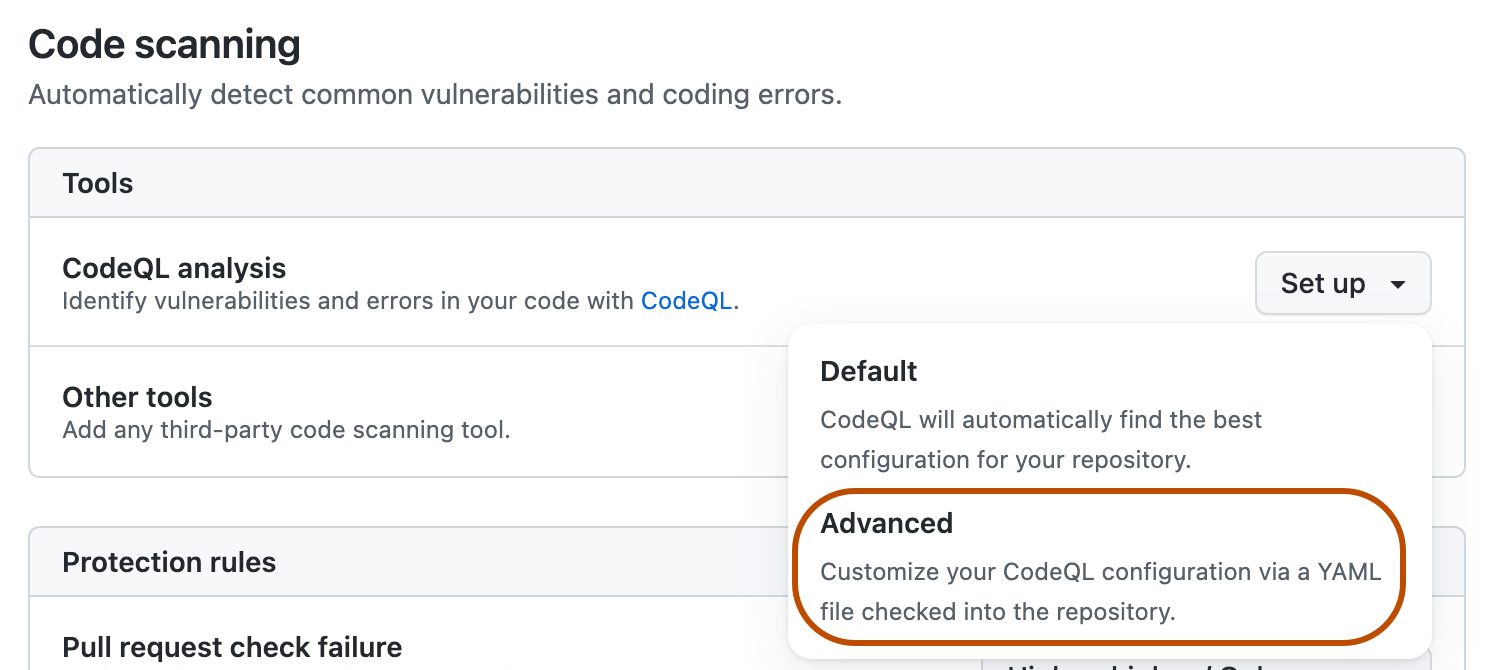 Code scanning
Automatically detect common vulnerabilities and coding errors.
Tools
CodeQL analysis
Identify vulnerabilities and errors in your code with CodeQL.
Set up
Default
CodeQL will automatically find the best
configuration for your repository.
Advanced
Customize your CodeQL configuration via a YAML
file checked into the repository.
Other tools
Add any third-party code scanning tool.
Protection rules
Pull request check failure